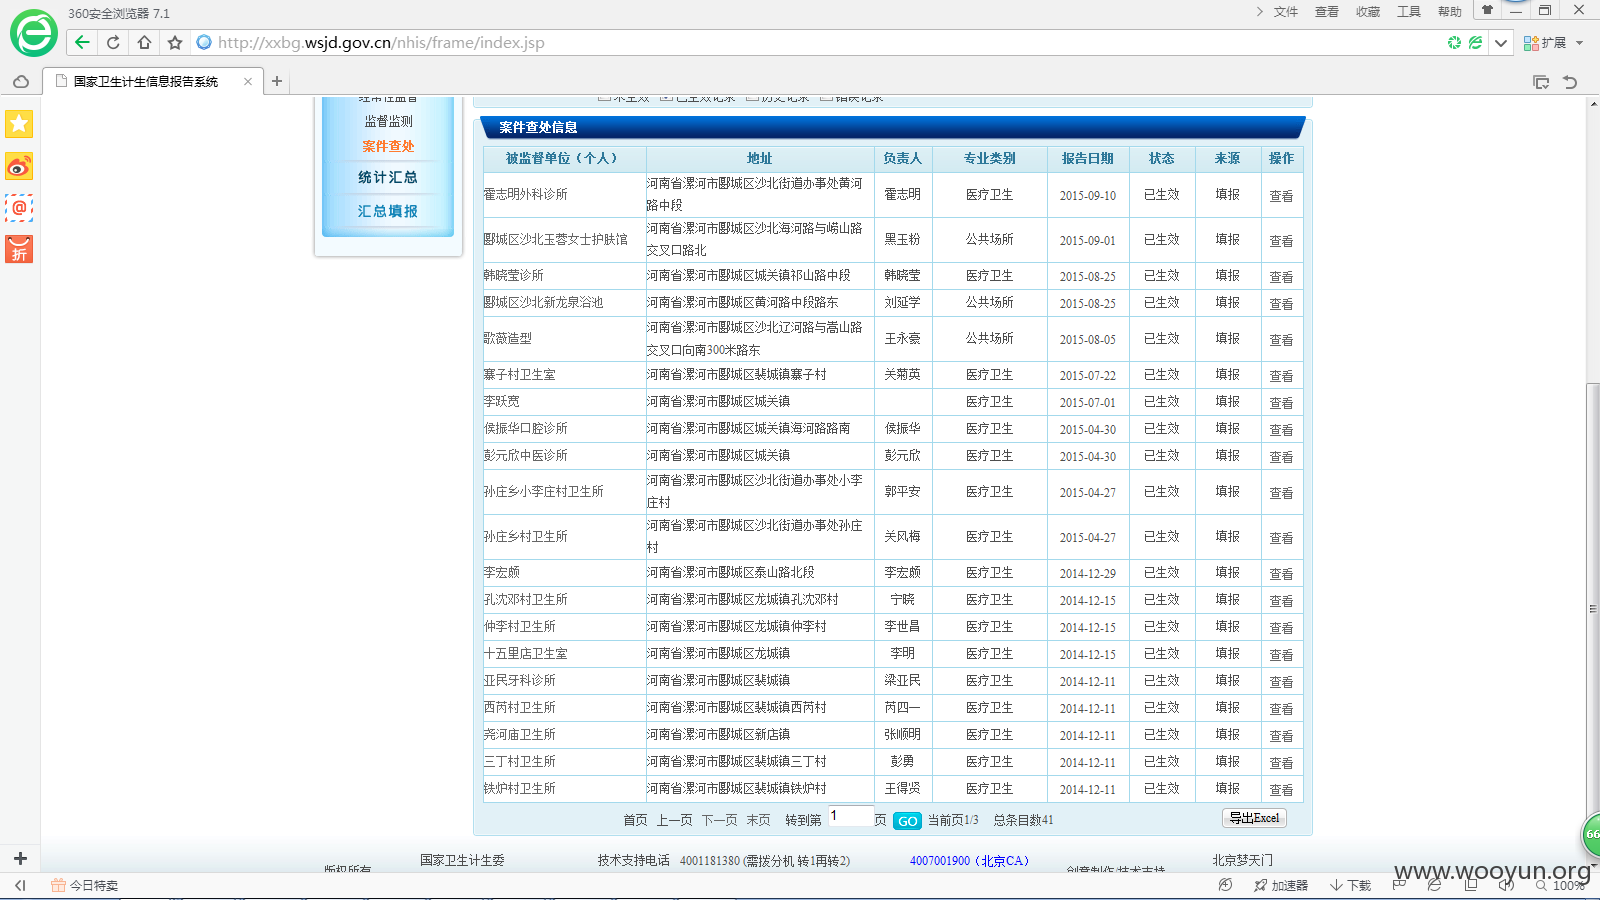 360安全浏览器 7.1
文件 查看 收藏 工具 帮助
http://xxbg.wsjd.gov.cn/nhis/frame/index.jsp
扩展
国家卫生计生信息报告系统
经常性监督
未生效 已生效记录 历史记录 错误记录
监督监测
案件查处
统计汇总
汇总填报
折
案件查处信息
被监督单位（个人） 地址 负责人 专业类别 报告日期 状态 来源 操作
霍志明外科诊所 河南省漯河市郾城区沙北街道办事处黄河路中段 霍志明 医疗卫生 2015-09-10 已生效 填报 查看
郾城区沙北玉蓉女士护肤馆 河南省漯河市郾城区沙北海河路与崂山路交叉口路北 黑玉粉 公共场所 2015-09-01 已生效 填报 查看
韩晓莹诊所 河南省漯河市郾城区城关镇祁山路中段 韩晓莹 医疗卫生 2015-08-25 已生效 填报 查看
郾城区沙北新龙泉浴池 河南省漯河市郾城区黄河路中段路东 刘延学 公共场所 2015-08-25 已生效 填报 查看
歌薇造型 河南省漯河市郾城区沙北辽河路与嵩山路交叉口向南300米路东 王永豪 公共场所 2015-08-05 已生效 填报 查看
寨子村卫生室 河南省漯河市郾城区裴城镇寨子村 关菊英 医疗卫生 2015-07-22 已生效 填报 查看
李跃宽 河南省漯河市郾城区城关镇 医疗卫生 2015-07-01 已生效 填报 查看
侯振华口腔诊所 河南省漯河市郾城区城关镇海河路路南 侯振华 医疗卫生 2015-04-30 已生效 填报 查看
彭元欣中医诊所 河南省漯河市郾城区城关镇 彭元欣 医疗卫生 2015-04-30 已生效 填报 查看
孙庄乡小李庄村卫生所 河南省漯河市郾城区沙北街道办事处小李庄村 郭平安 医疗卫生 2015-04-27 已生效 填报 查看
孙庄乡村卫生所 河南省漯河市郾城区沙北街道办事处孙庄村 关风梅 医疗卫生 2015-04-27 已生效 填报 查看
李宏颇 河南省漯河市郾城区泰山路北段 李宏颇 医疗卫生 2014-12-29 已生效 填报 查看
孔沈邓村卫生所 河南省漯河市郾城区龙城镇孔沈邓村 宁晓 医疗卫生 2014-12-15 已生效 填报 查看
仲李村卫生所 河南省漯河市郾城区龙城镇仲李村 李世昌 医疗卫生 2014-12-15 已生效 填报 查看
十五里店卫生室 河南省漯河市郾城区龙城镇 李明 医疗卫生 2014-12-15 已生效 填报 查看
亚民牙科诊所 河南省漯河市郾城区裴城镇 梁亚民 医疗卫生 2014-12-11 已生效 填报 查看
西芮村卫生所 河南省漯河市郾城区裴城镇西芮村 芮四一 医疗卫生 2014-12-11 已生效 填报 查看
尧河庙卫生所 河南省漯河市郾城区新店镇 张顺明 医疗卫生 2014-12-11 已生效 填报 查看
三丁村卫生所 河南省漯河市郾城区裴城镇三丁村 彭勇 医疗卫生 2014-12-11 已生效 填报 查看
铁炉村卫生所 河南省漯河市郾城区裴城镇铁炉村 王得贤 医疗卫生 2014-12-11 已生效 填报 查看
首页 上一页 下一页 末页 转到第 1 页 GO 当前页1/3 总条目数41 导出Excel
66
版权所有 国家卫生计生委 技术支持电话 4001181380 (需拨分机 转1再转2) 4007001900（北京CA） 创意制作/技术支持 北京梦天门
www.wooyun.org
今日特卖 加速器 下载 100%